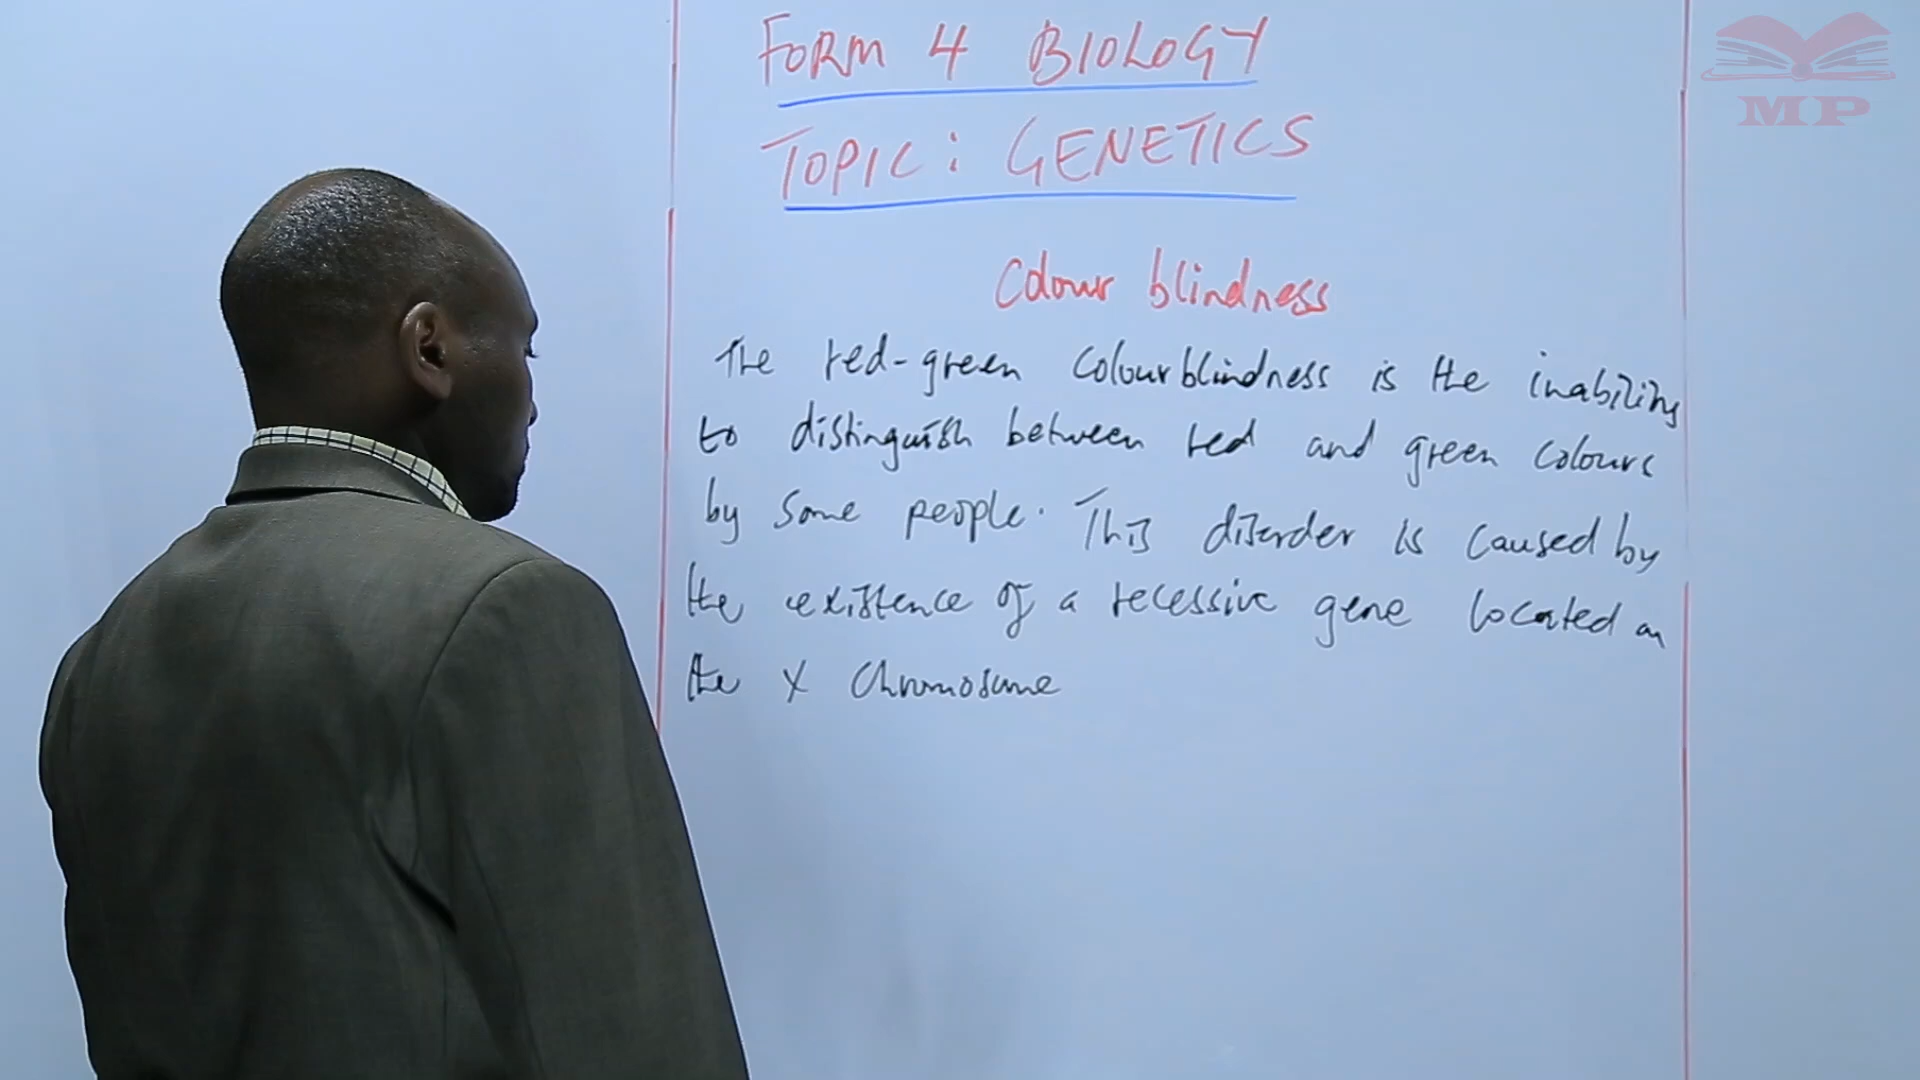 FORM 4 BIOLOGY
TOPIC: GENETICS
Colour blindness
The red-green colourblindness is the inability
to distinguish between red and green colours
by some people. This disorder is caused by
the existence of a recessive gene located on
the X chromosome
MP